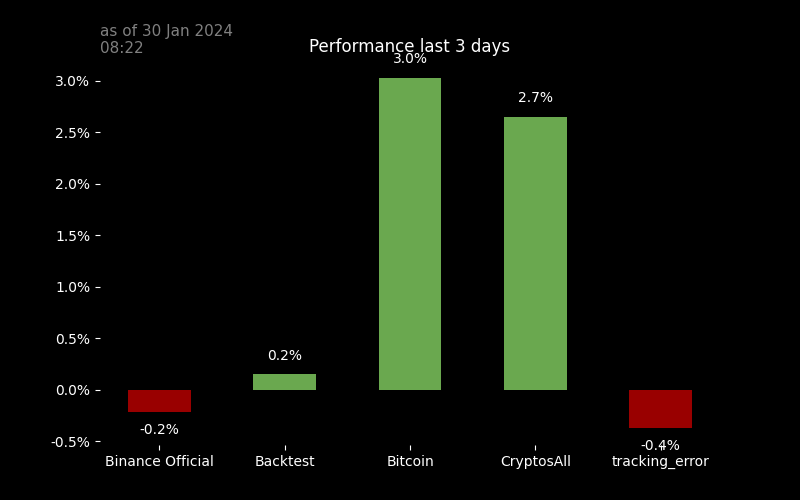 as of 30 Jan 2024
08:22
Performance last 3 days
3.0%
3.0%
2.7%
2.5%
2.0%
1.5%
1.0%
0.5%
0.2%
0.0%
-0.2%
-0.5%
-0.4%
Binance Official
Backtest
Bitcoin
CryptosAll
tracking_error